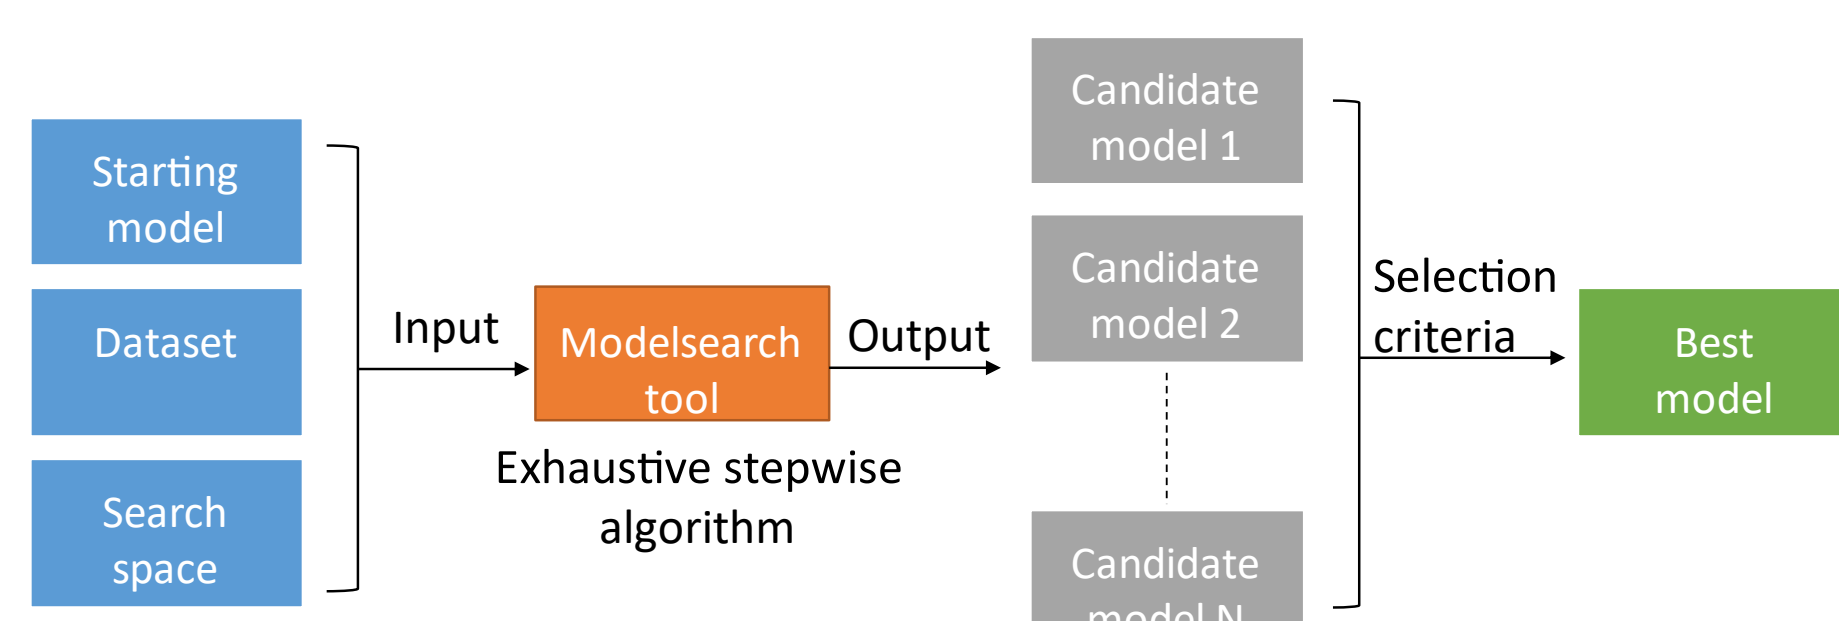 Starting
model
Dataset
Search
space
Input
Modelsearch
tool
Exhaustive stepwise
algorithm
Output
Candidate
model 1
Candidate
model 2
Candidate
model N
Selection
criteria
Best
model